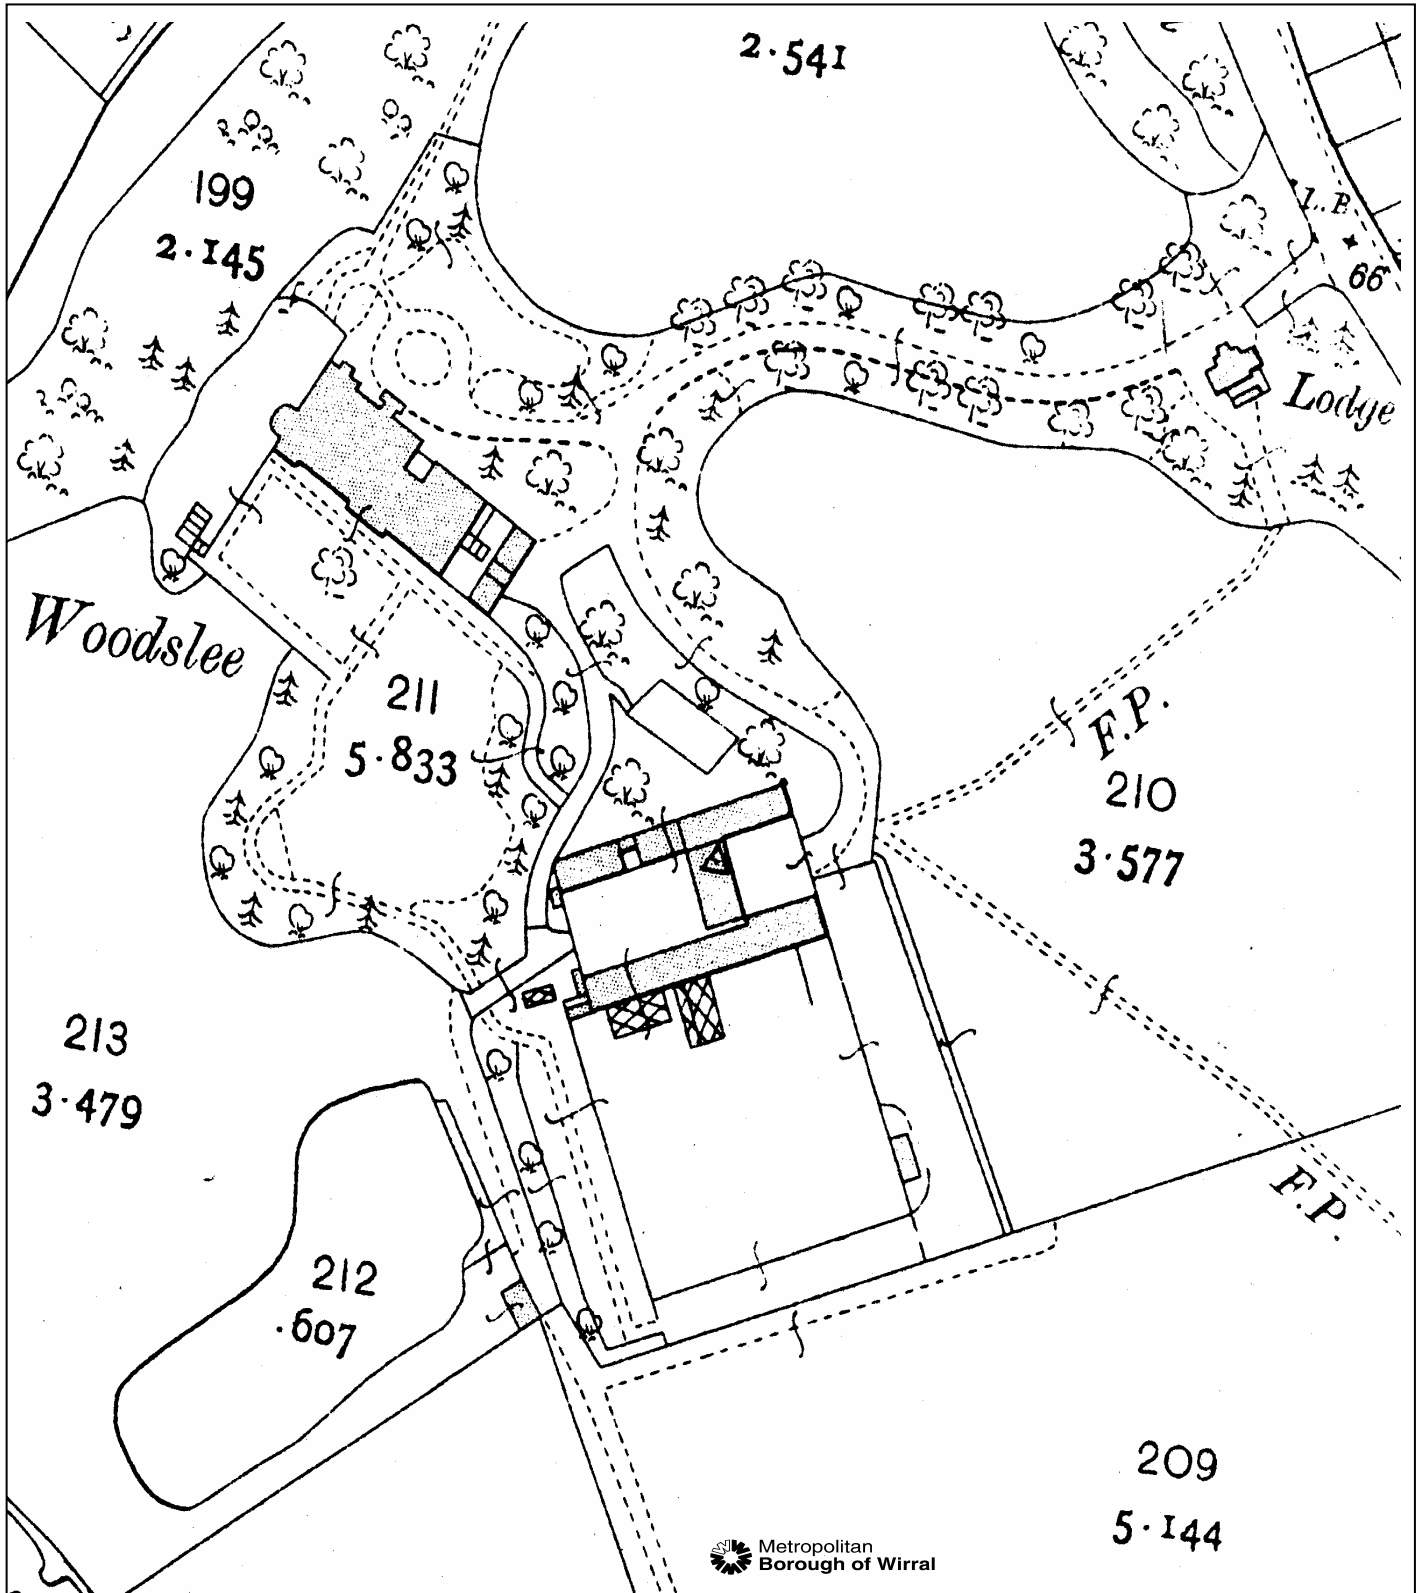 2.541
199
2.145
L.B.
66
Lodge
Woodslee
211
5.833
F.P.
210
3.577
213
3.479
F.P.
212
.607
209
5.144
Metropolitan
Borough of Wirral